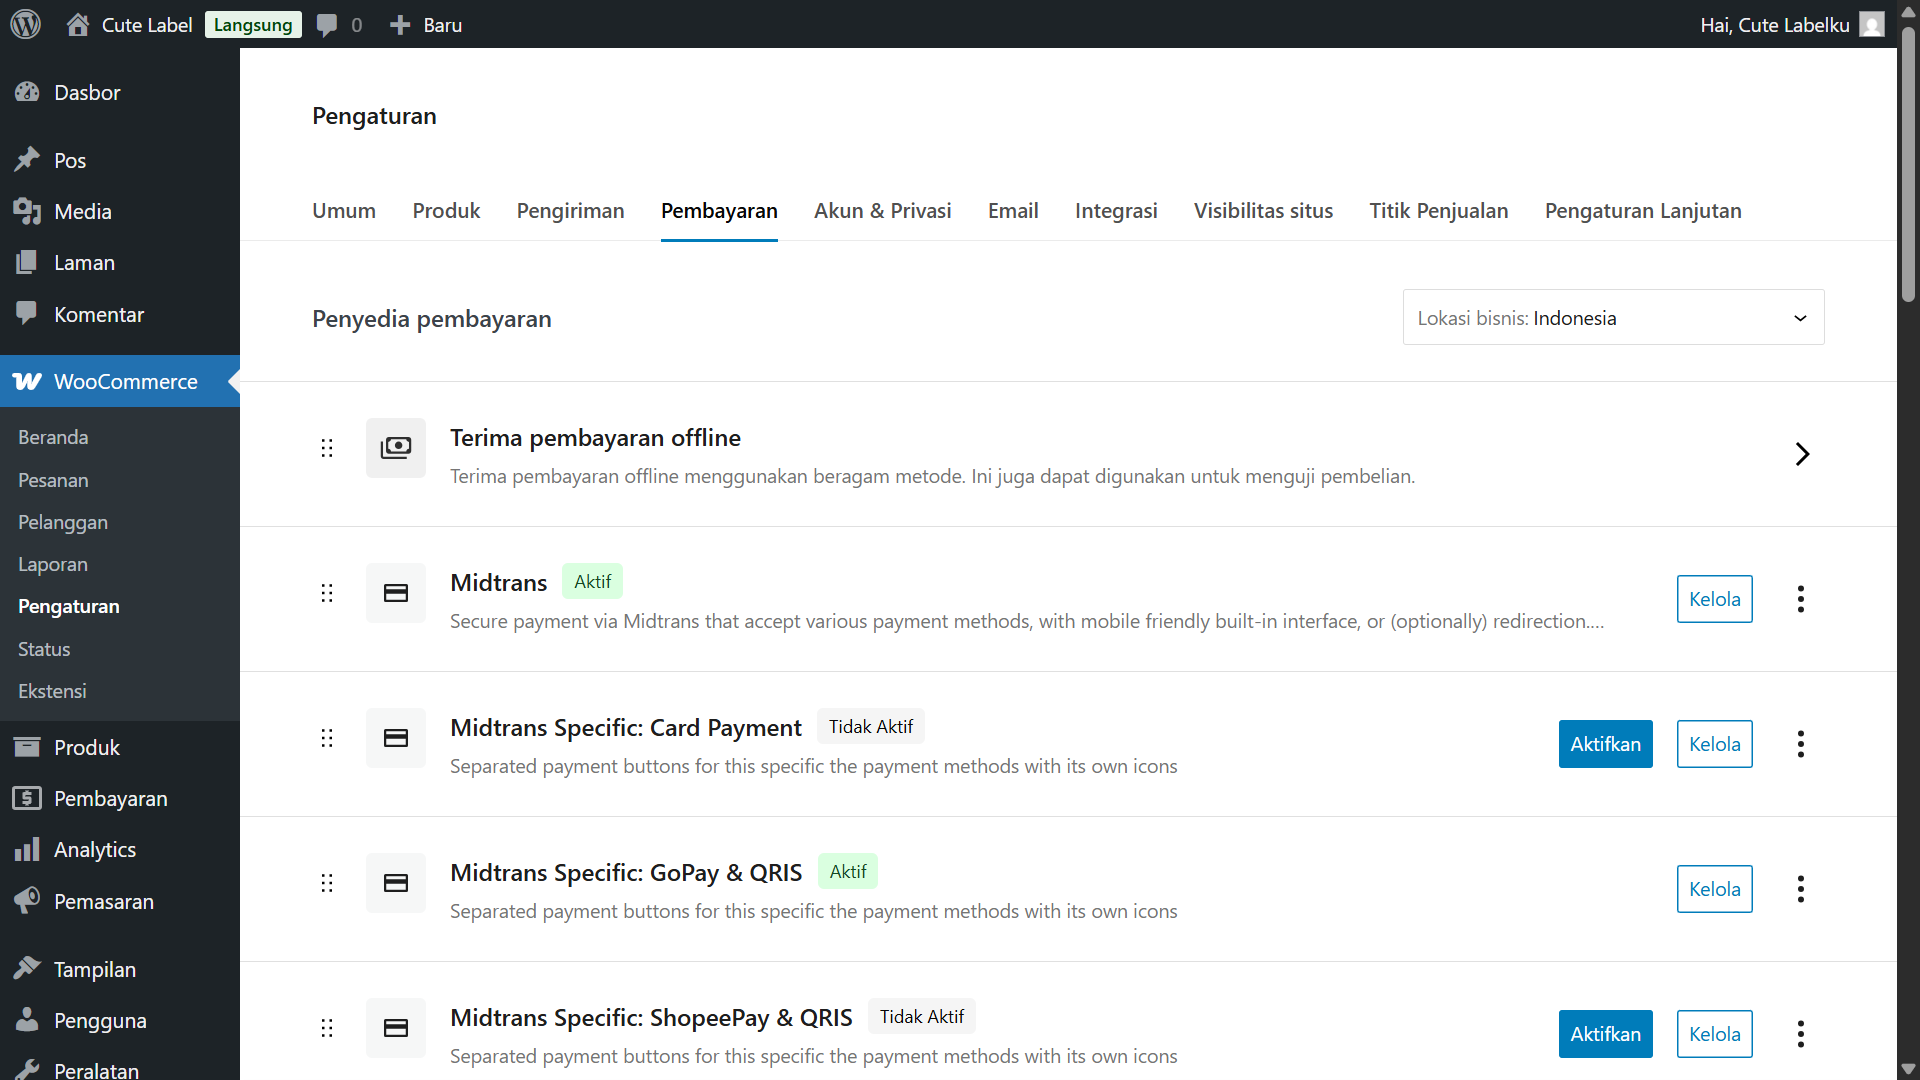 Cute Label Langsung 0 Baru
Hai, Cute Labelku
Dasbor
Pos
Media
Laman
Komentar
WooCommerce
Beranda
Pesanan
Pelanggan
Laporan
Pengaturan
Status
Ekstensi
Produk
Pembayaran
Analytics
Pemasaran
Tampilan
Pengguna
Peralatan
Pengaturan
Umum Produk Pengiriman Pembayaran Akun & Privasi Email Integrasi Visibilitas situs Titik Penjualan Pengaturan Lanjutan
Penyedia pembayaran
Lokasi bisnis: Indonesia
Terima pembayaran offline
Terima pembayaran offline menggunakan beragam metode. Ini juga dapat digunakan untuk menguji pembelian.
Midtrans Aktif
Secure payment via Midtrans that accept various payment methods, with mobile friendly built-in interface, or (optionally) redirection....
Kelola
Midtrans Specific: Card Payment Tidak Aktif
Separated payment buttons for this specific the payment methods with its own icons
Aktifkan Kelola
Midtrans Specific: GoPay & QRIS Aktif
Separated payment buttons for this specific the payment methods with its own icons
Kelola
Midtrans Specific: ShopeePay & QRIS Tidak Aktif
Separated payment buttons for this specific the payment methods with its own icons
Aktifkan Kelola